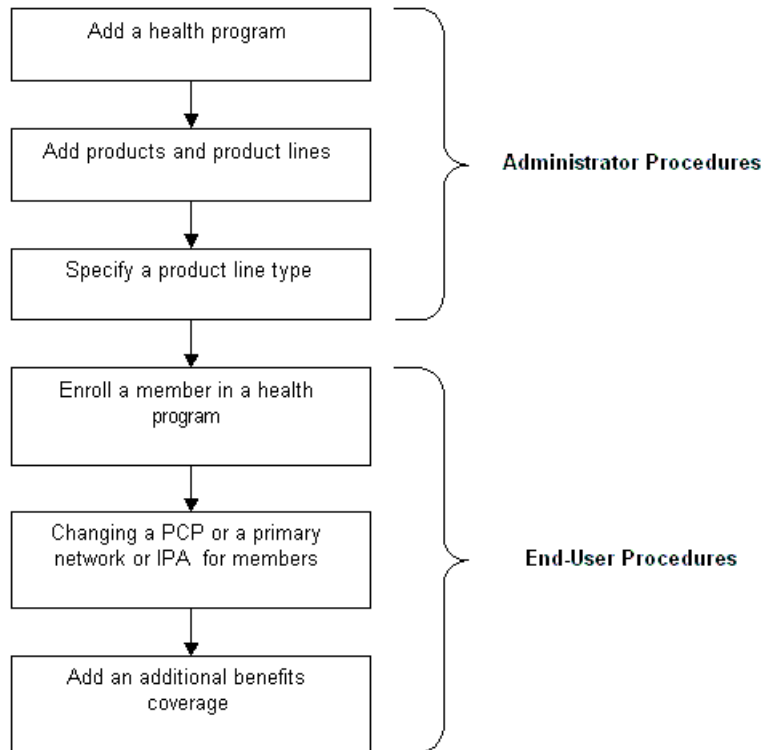 Add a health program
Add products and product lines
Administrator Procedures
Specify a product line type
Enroll a member in a health
program
Changing a PCP or a primary
network or IPA for members
End-User Procedures
Add an additional benefits
coverage